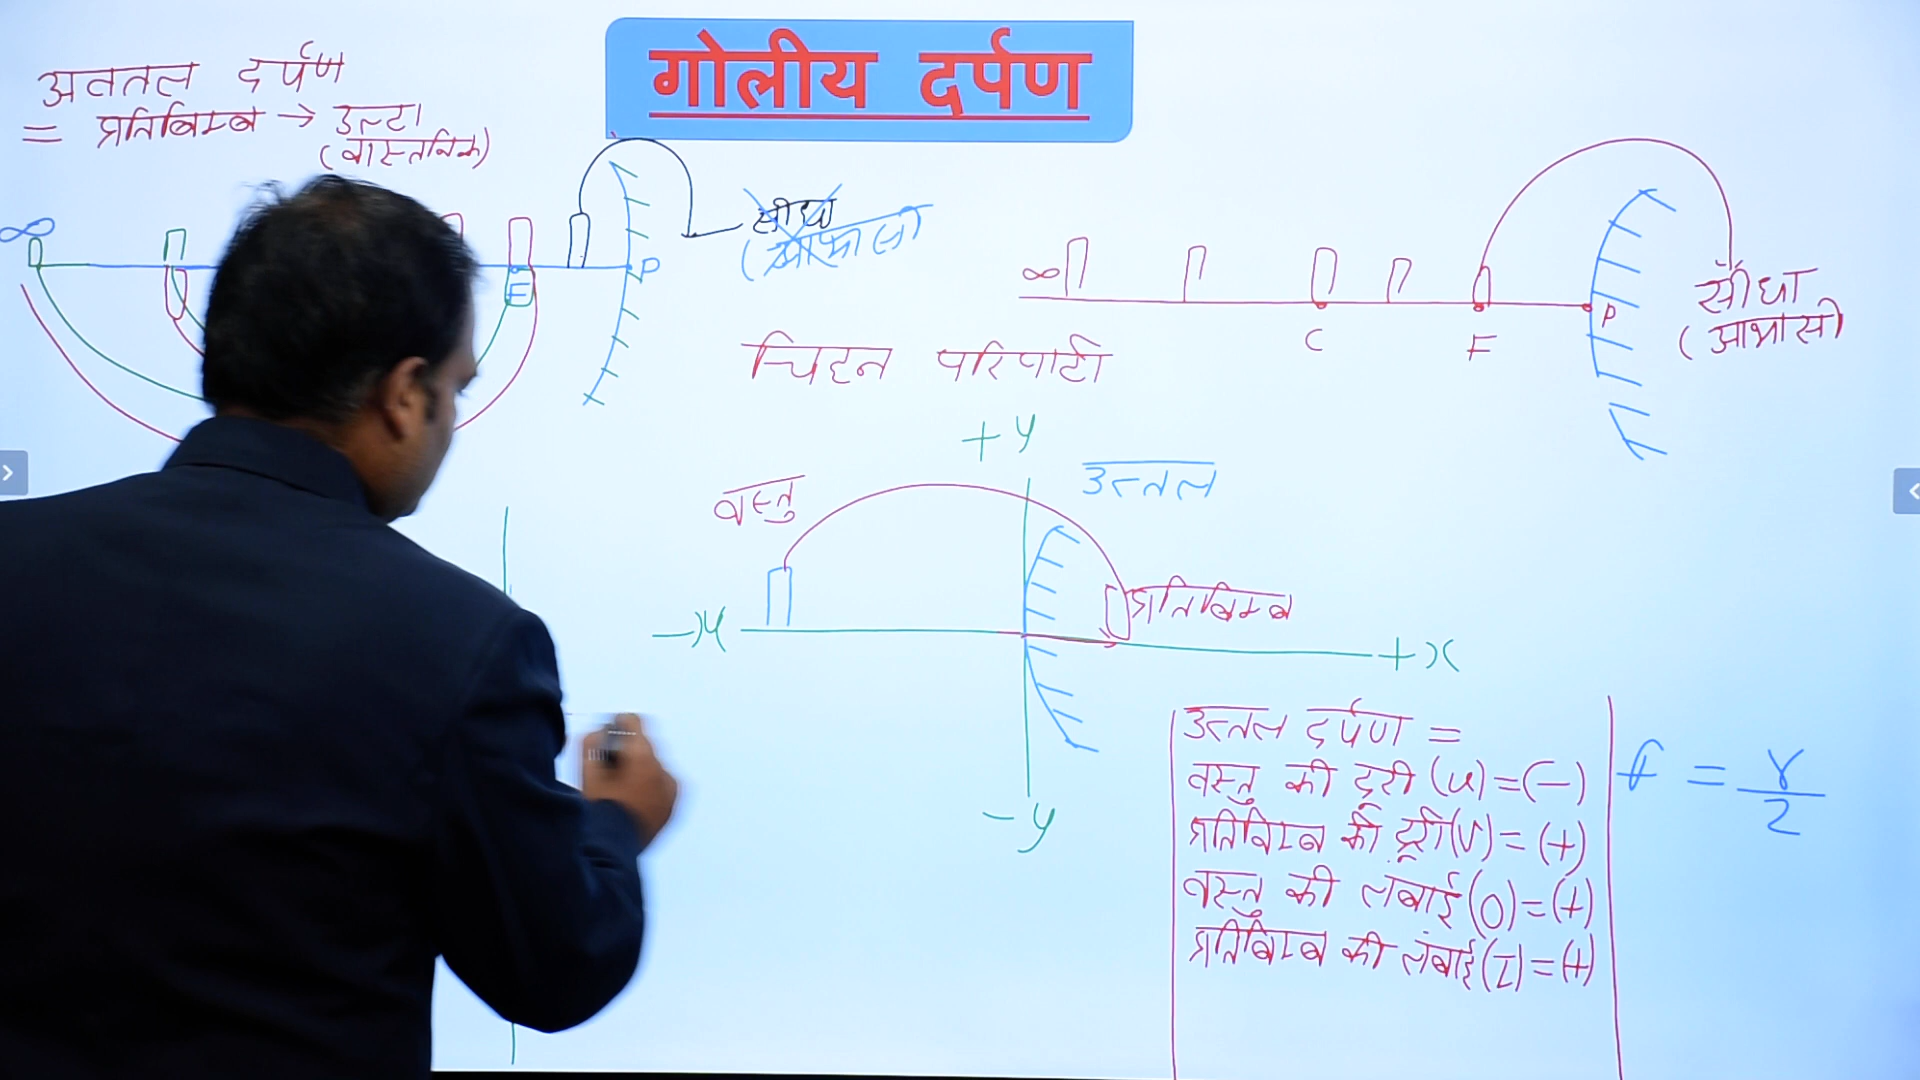 गोलीय दर्पण
अवतल दर्पण
= प्रतिबिम्ब → उल्टा
(वास्तविक)
∞
P
F
सीधा
(आभासी)
∞
C
F
P
सीधा
(आभासी)
चिह्न परिपाटी
+y
उत्तल
वस्तु
प्रतिबिम्ब
-x
+x
-y
उत्तल दर्पण =
वस्तु की दूरी (u)=(-)
प्रतिबिम्ब की दूरी(v)=(+)
वस्तु की लंबाई(O)=(+)
प्रतिबिम्ब की लंबाई(I)=(+)
f = r/2